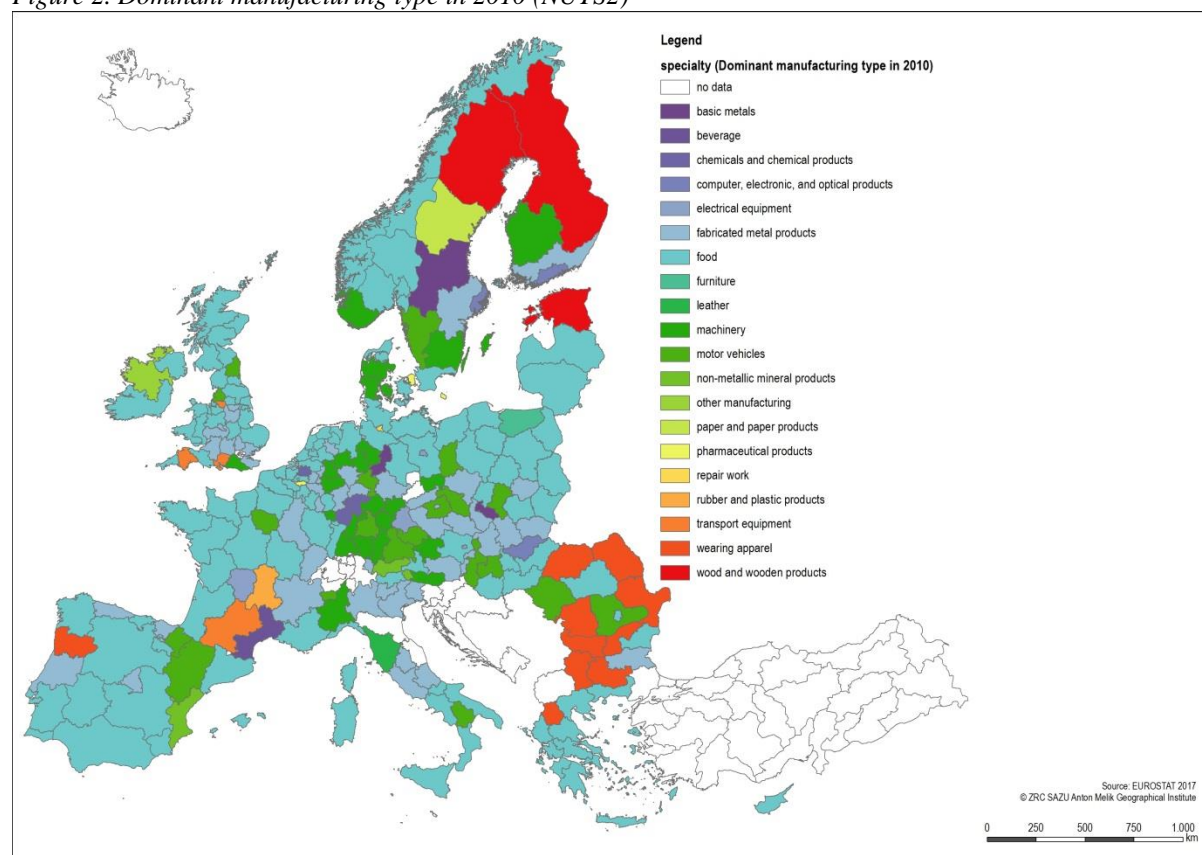 Figure 2: Dominant manufacturing type in 2010 (NUTS2)
Legend
specialty (Dominant manufacturing type in 2010)
no data
basic metals
beverage
chemicals and chemical products
computer, electronic, and optical products
electrical equipment
fabricated metal products
food
furniture
leather
machinery
motor vehicles
non-metallic mineral products
other manufacturing
paper and paper products
pharmaceutical products
repair work
rubber and plastic products
transport equipment
wearing apparel
wood and wooden products
Source: EUROSTAT 2017
© ZRC SAZU Anton Melik Geographical Institute
0 250 500 750 1.000
km